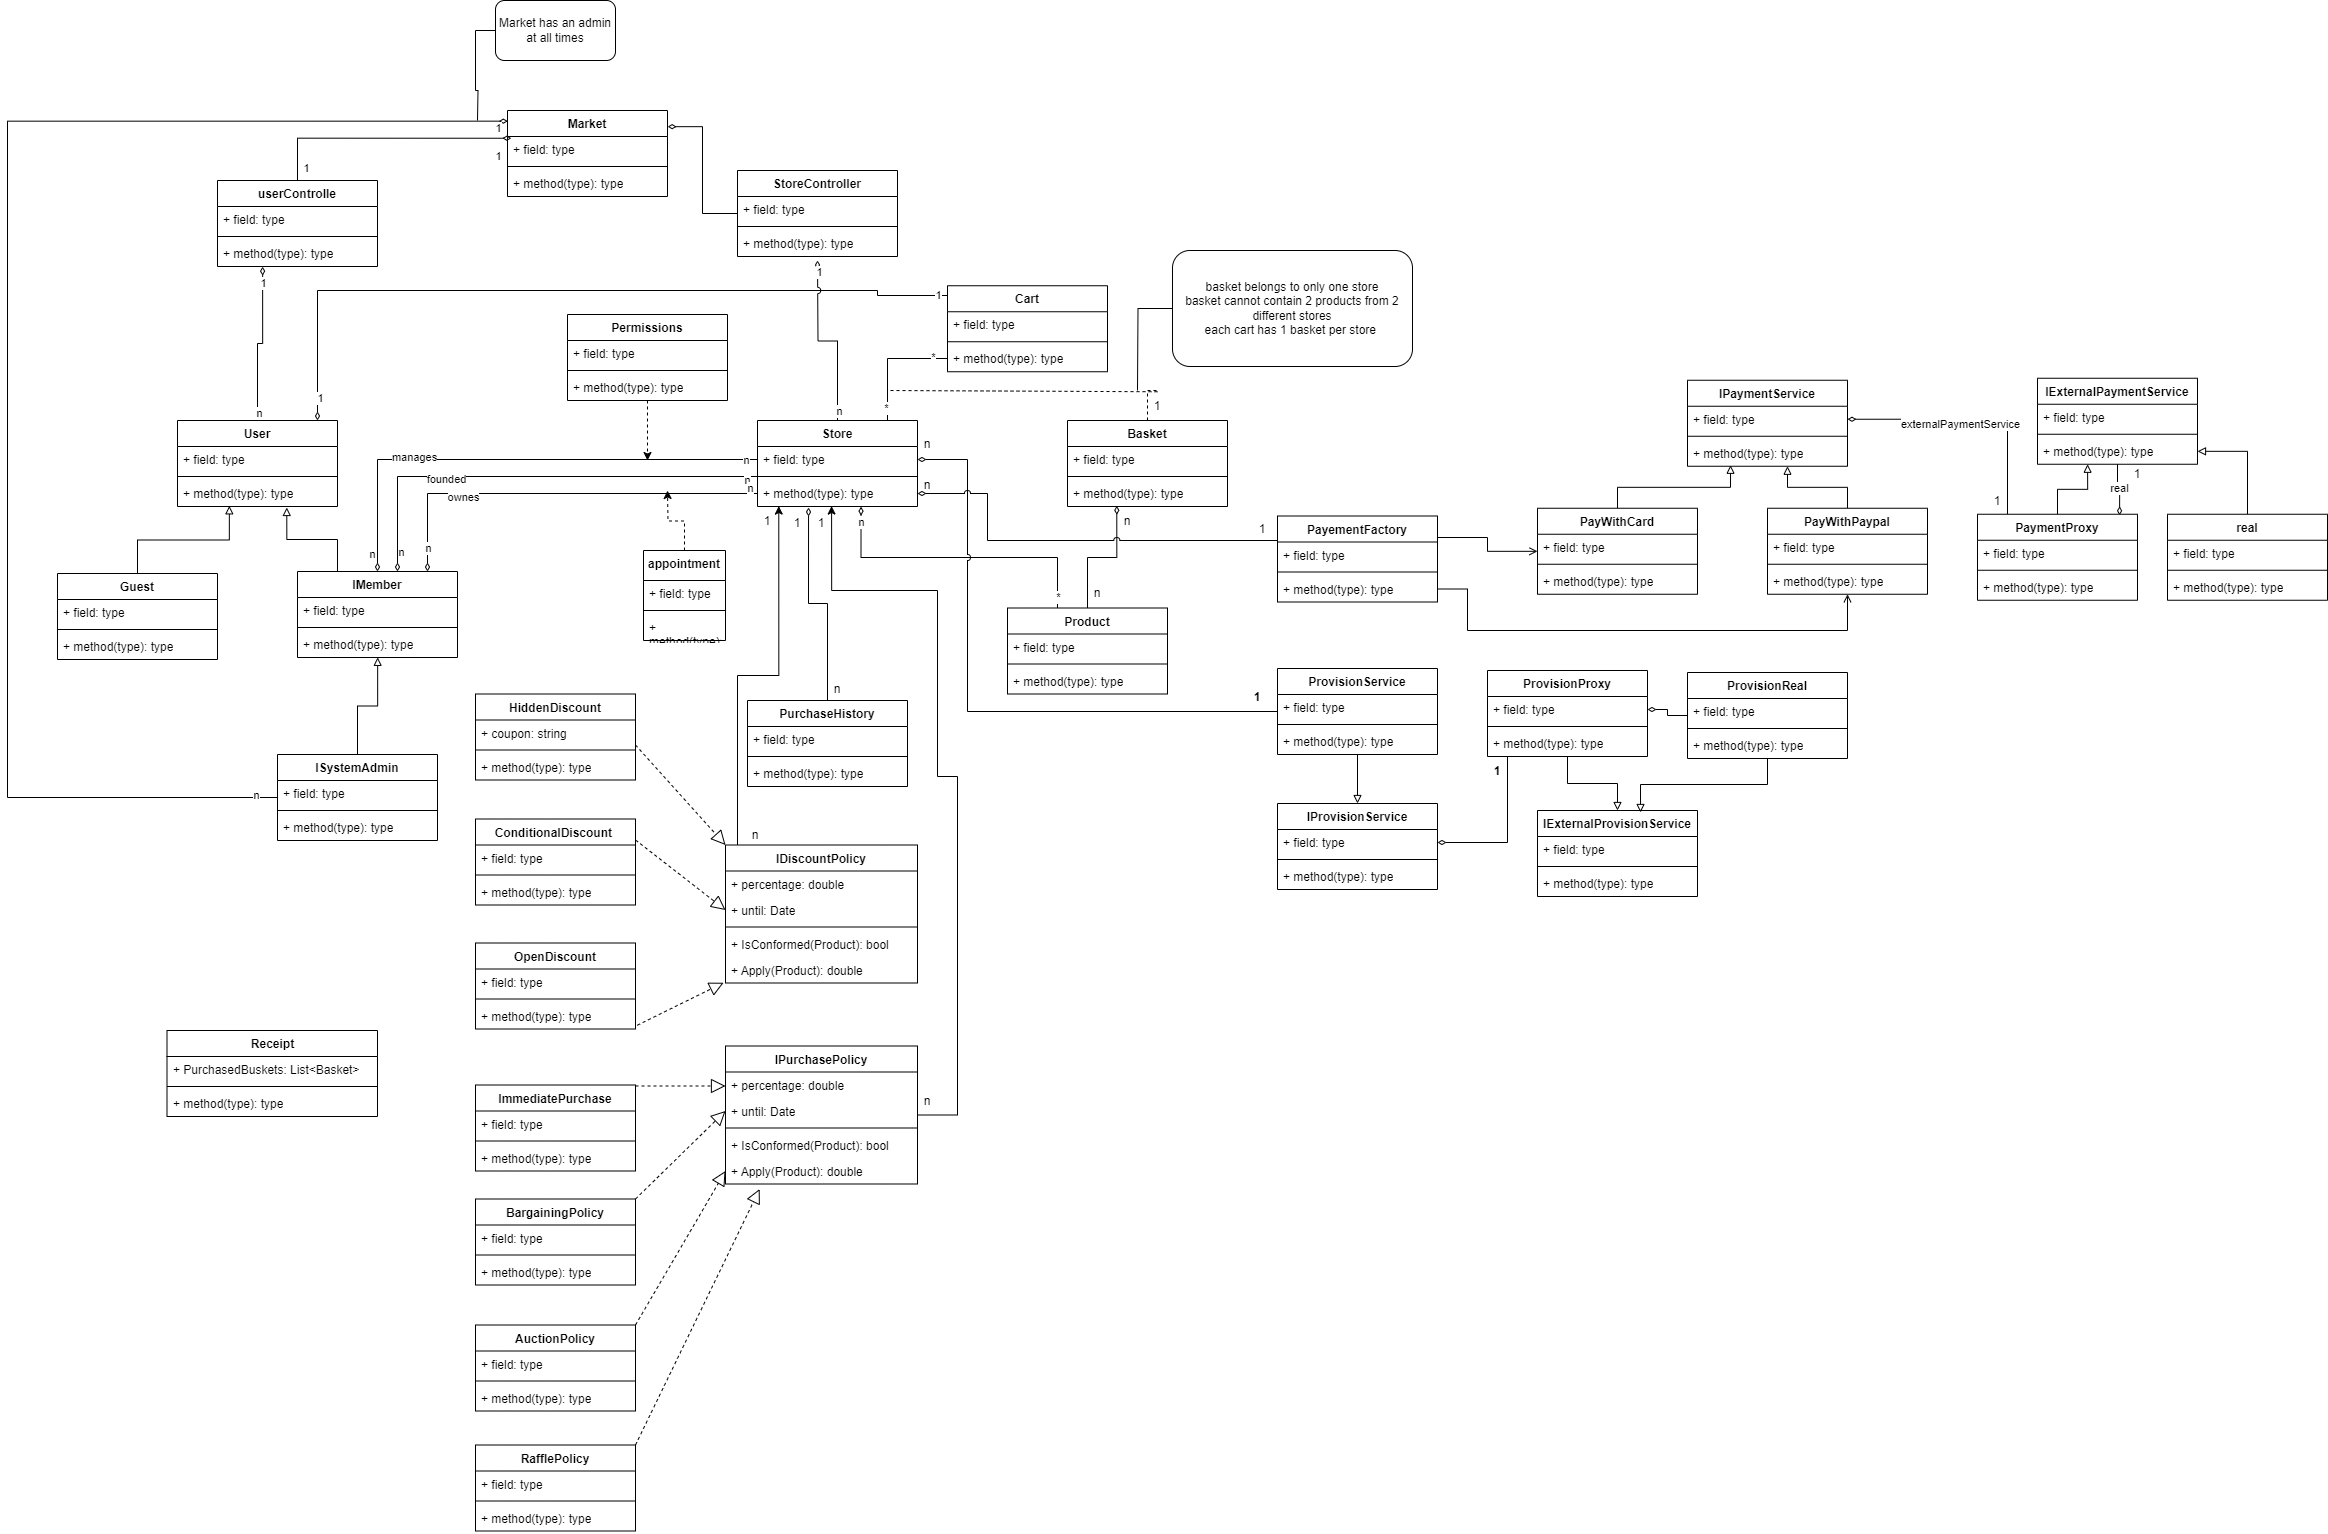 Market has an admin
at all times
Market
+ field: type
+ method(type): type
1
1
1
userControlle
+ field: type
+ method(type): type
1
n
StoreController
+ field: type
+ method(type): type
1
n
Cart
+ field: type
+ method(type): type
1
*
*
basket belongs to only one store
basket cannot contain 2 products from 2
different stores
each cart has 1 basket per store
Permissions
+ field: type
+ method(type): type
1
User
+ field: type
+ method(type): type
manages
founded
ownes
n
n
n
n
n
n
Store
+ field: type
+ method(type): type
n
n
1
1
1
n
Basket
+ field: type
+ method(type): type
1
n
n
*
IPaymentService
+ field: type
+ method(type): type
externalPaymentService
1
IExternalPaymentService
+ field: type
+ method(type): type
1
real
PayementFactory
+ field: type
+ method(type): type
1
PayWithCard
+ field: type
+ method(type): type
PayWithPaypal
+ field: type
+ method(type): type
PaymentProxy
+ field: type
+ method(type): type
real
+ field: type
+ method(type): type
Guest
+ field: type
+ method(type): type
IMember
+ field: type
+ method(type): type
appointment
+ field: type
+
method(type)
Product
+ field: type
+ method(type): type
ISystemAdmin
+ field: type
+ method(type): type
n
HiddenDiscount
+ coupon: string
+ method(type): type
n
PurchaseHistory
+ field: type
+ method(type): type
1
ProvisionService
+ field: type
+ method(type): type
ProvisionProxy
+ field: type
+ method(type): type
1
ProvisionReal
+ field: type
+ method(type): type
IProvisionService
+ field: type
+ method(type): type
IExternalProvisionService
+ field: type
+ method(type): type
ConditionalDiscount
+ field: type
+ method(type): type
n
IDiscountPolicy
+ percentage: double
+ until: Date
+ IsConformed(Product): bool
+ Apply(Product): double
OpenDiscount
+ field: type
+ method(type): type
Receipt
+ PurchasedBuskets: List<Basket>
+ method(type): type
IPurchasePolicy
+ percentage: double
+ until: Date
+ IsConformed(Product): bool
+ Apply(Product): double
n
ImmediatePurchase
+ field: type
+ method(type): type
BargainingPolicy
+ field: type
+ method(type): type
AuctionPolicy
+ field: type
+ method(type): type
RafflePolicy
+ field: type
+ method(type): type